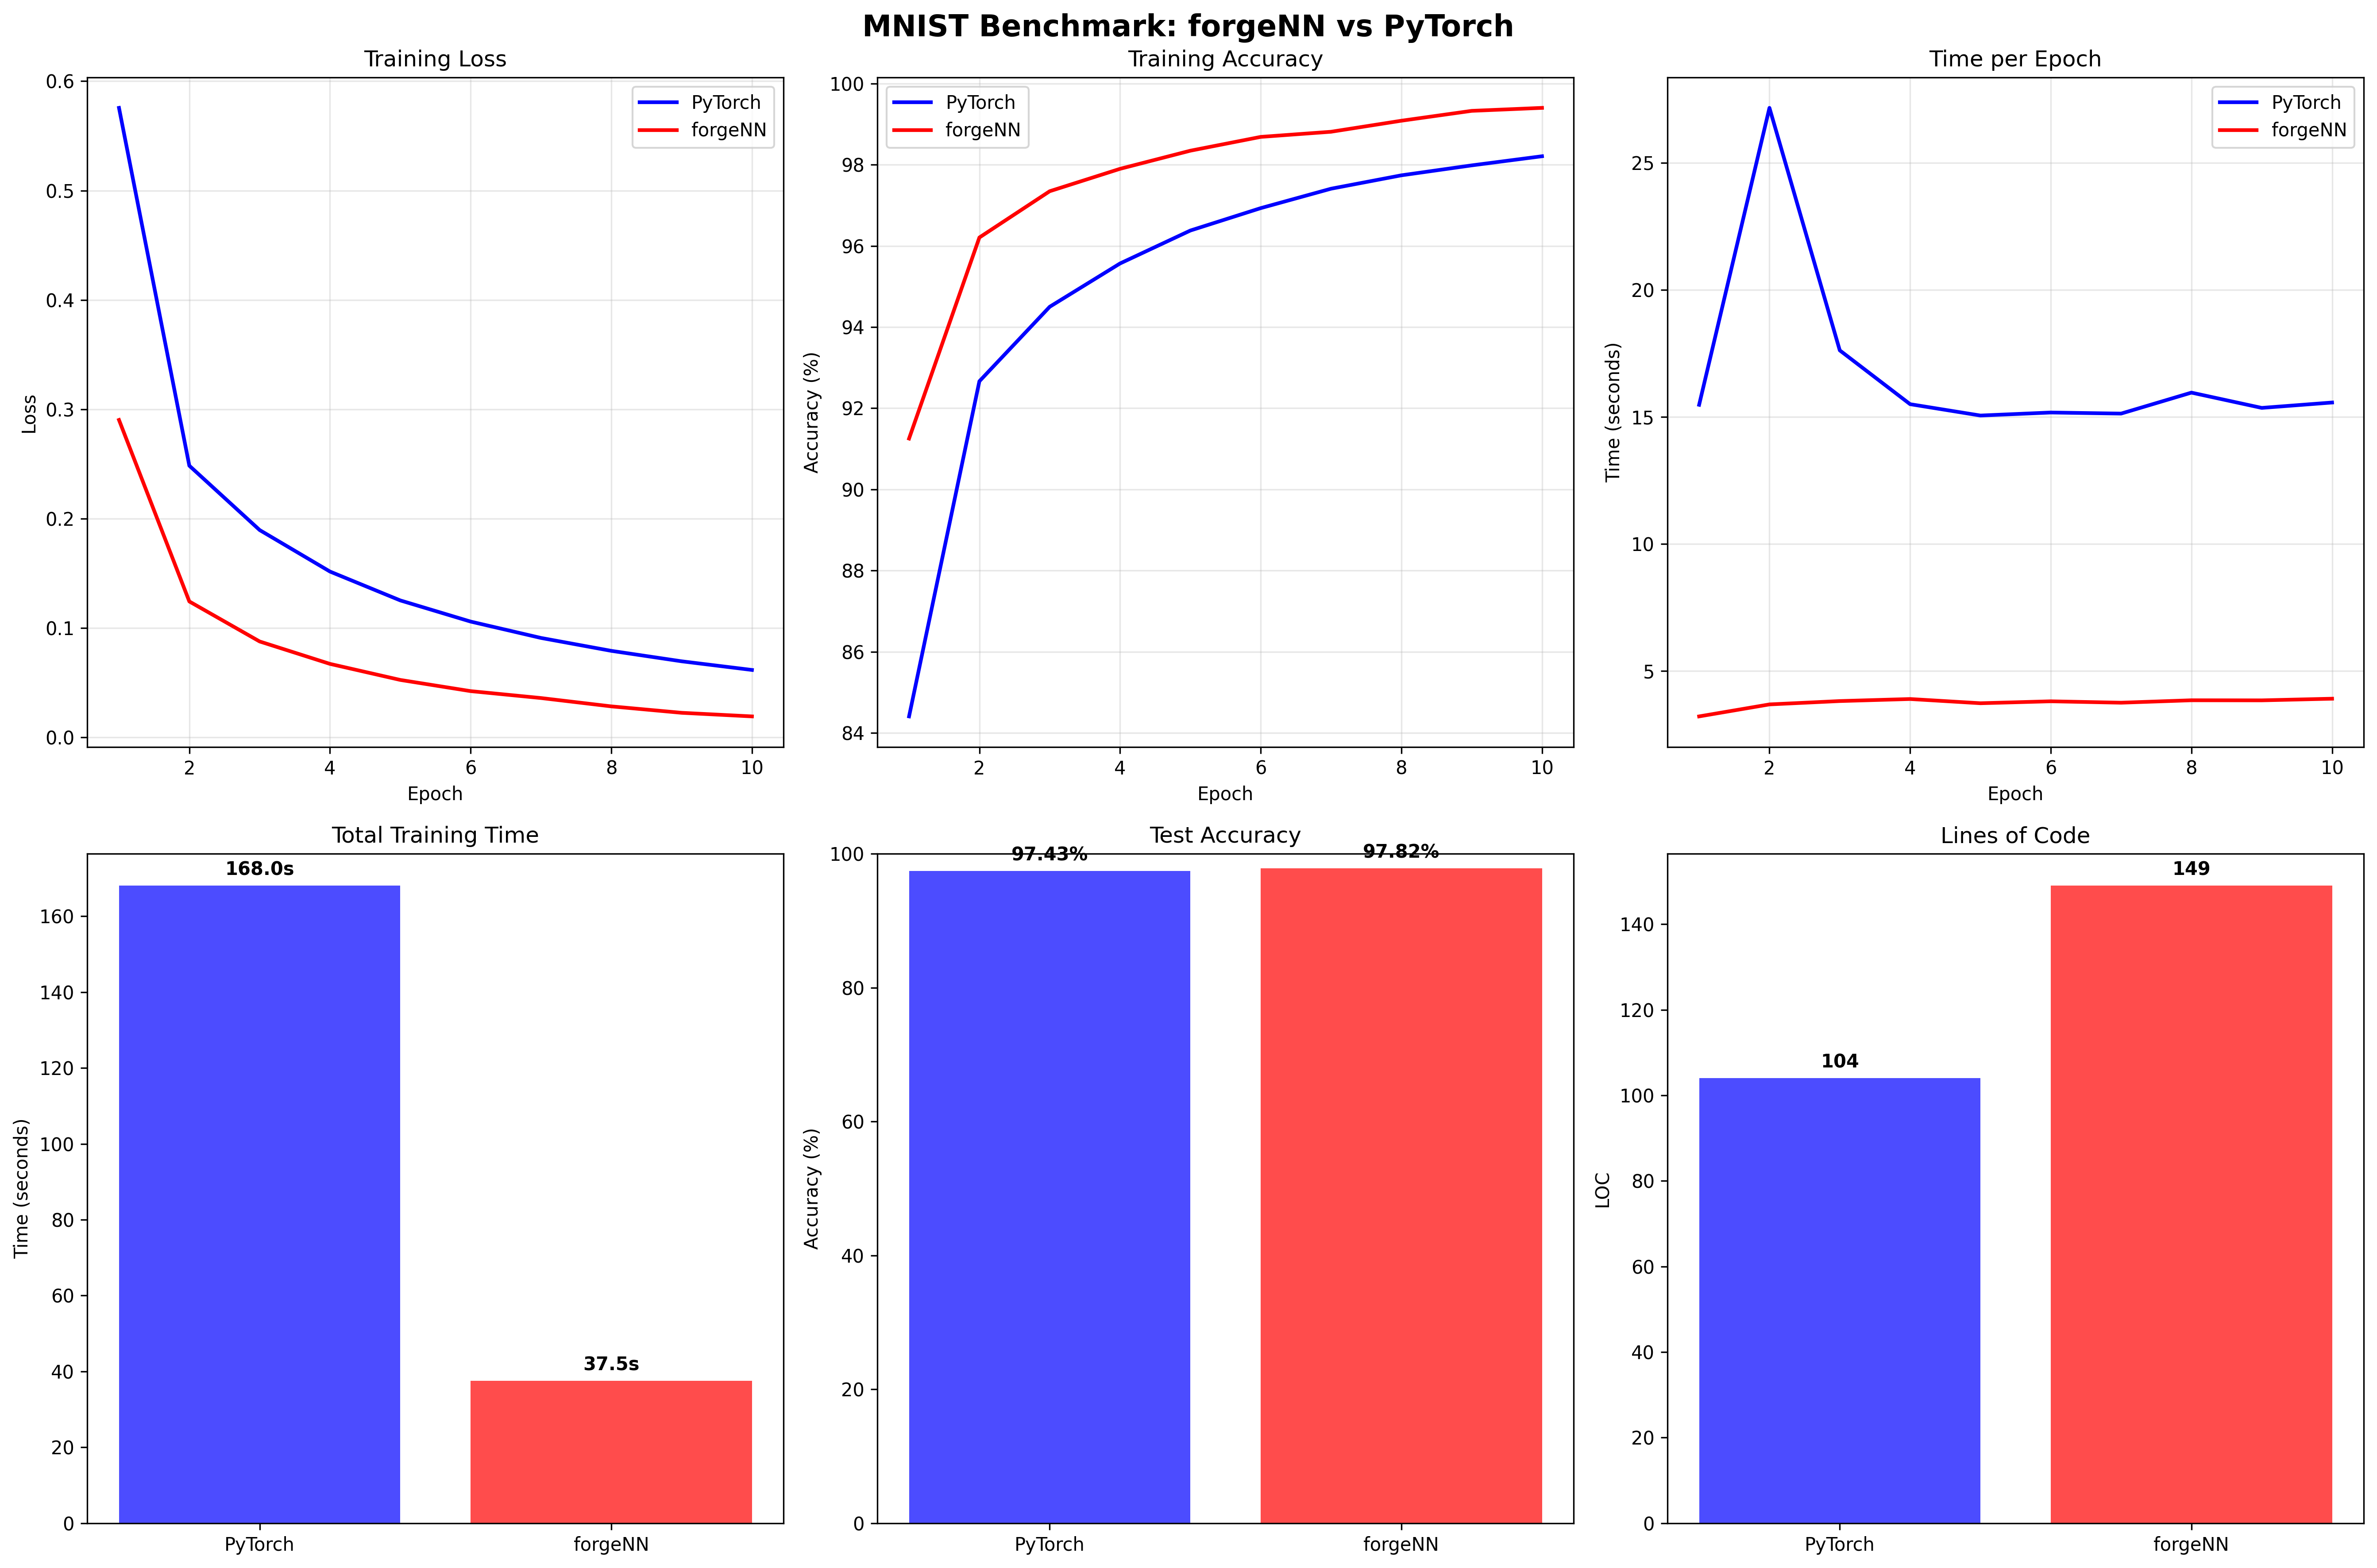 MNIST Benchmark: forgeNN vs PyTorch
Training Loss
PyTorch
forgeNN
0.6
0.5
0.4
0.3
0.2
0.1
0.0
Loss
2 4 6 8 10
Epoch
Training Accuracy
PyTorch
forgeNN
100
98
96
94
92
90
88
86
84
Accuracy (%)
2 4 6 8 10
Epoch
Time per Epoch
PyTorch
forgeNN
25
20
15
10
5
Time (seconds)
2 4 6 8 10
Epoch
Total Training Time
168.0s
37.5s
160
140
120
100
80
60
40
20
0
Time (seconds)
PyTorch forgeNN
Test Accuracy
97.43% 97.82%
100
80
60
40
20
0
Accuracy (%)
PyTorch forgeNN
Lines of Code
149
104
140
120
100
80
60
40
20
0
LOC
PyTorch forgeNN